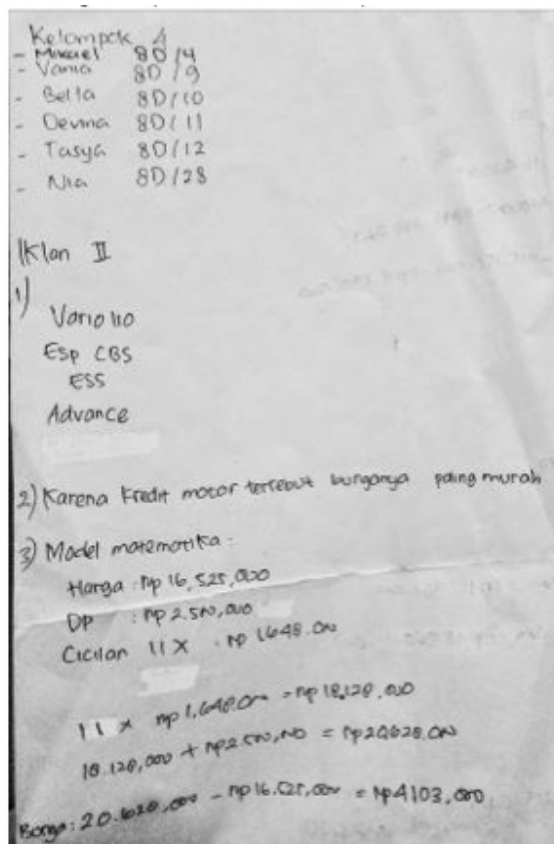 Kelompok 4
- Mikael 8D/4
- Vania 8D/9
- Bella 8D/10
- Devina 8D/11
- Tasya 8D/12
- Nia 8D/28
Iklan II
1)
Vario 110
Esp CBS
ESS
Advance
2) Karena Kredit motor tersebut bunganya paling murah
3) Model matematika :
Harga : Rp 16,525,000
DP : Rp 2.500,000
Cicilan 11 X : Rp 1.648.000
11 x Rp 1,648.000 = Rp 18,128,000
18.128,000 + Rp 2.500,000 = Rp 20.628.000
Bunga : 20.628,000 - Rp 16.525,000 = Rp 4103,000